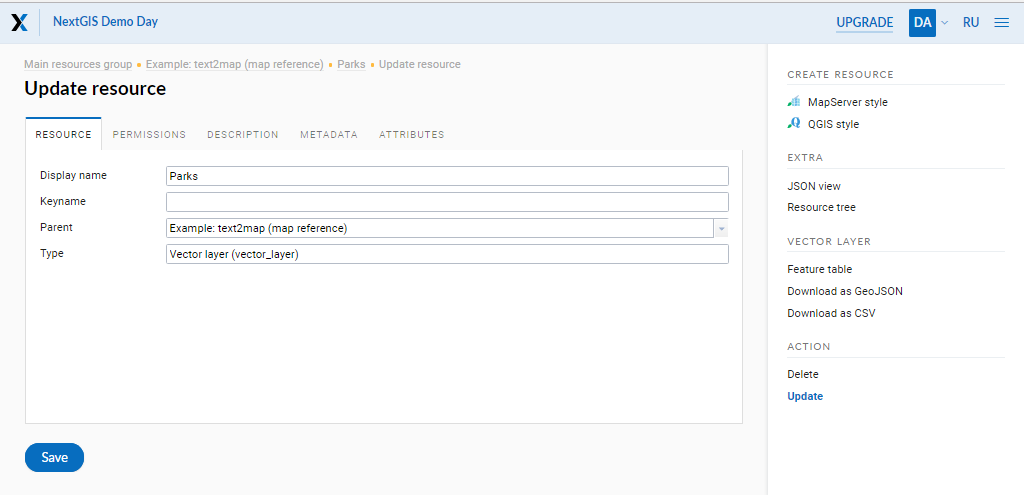 NextGIS Demo Day
UPGRADE DA RU
Main resources group • Example: text2map (map reference) • Parks • Update resource
Update resource
RESOURCE PERMISSIONS DESCRIPTION METADATA ATTRIBUTES
Display name Parks
Keyname
Parent Example: text2map (map reference)
Type Vector layer (vector_layer)
Save
CREATE RESOURCE
MapServer style
QGIS style
EXTRA
JSON view
Resource tree
VECTOR LAYER
Feature table
Download as GeoJSON
Download as CSV
ACTION
Delete
Update